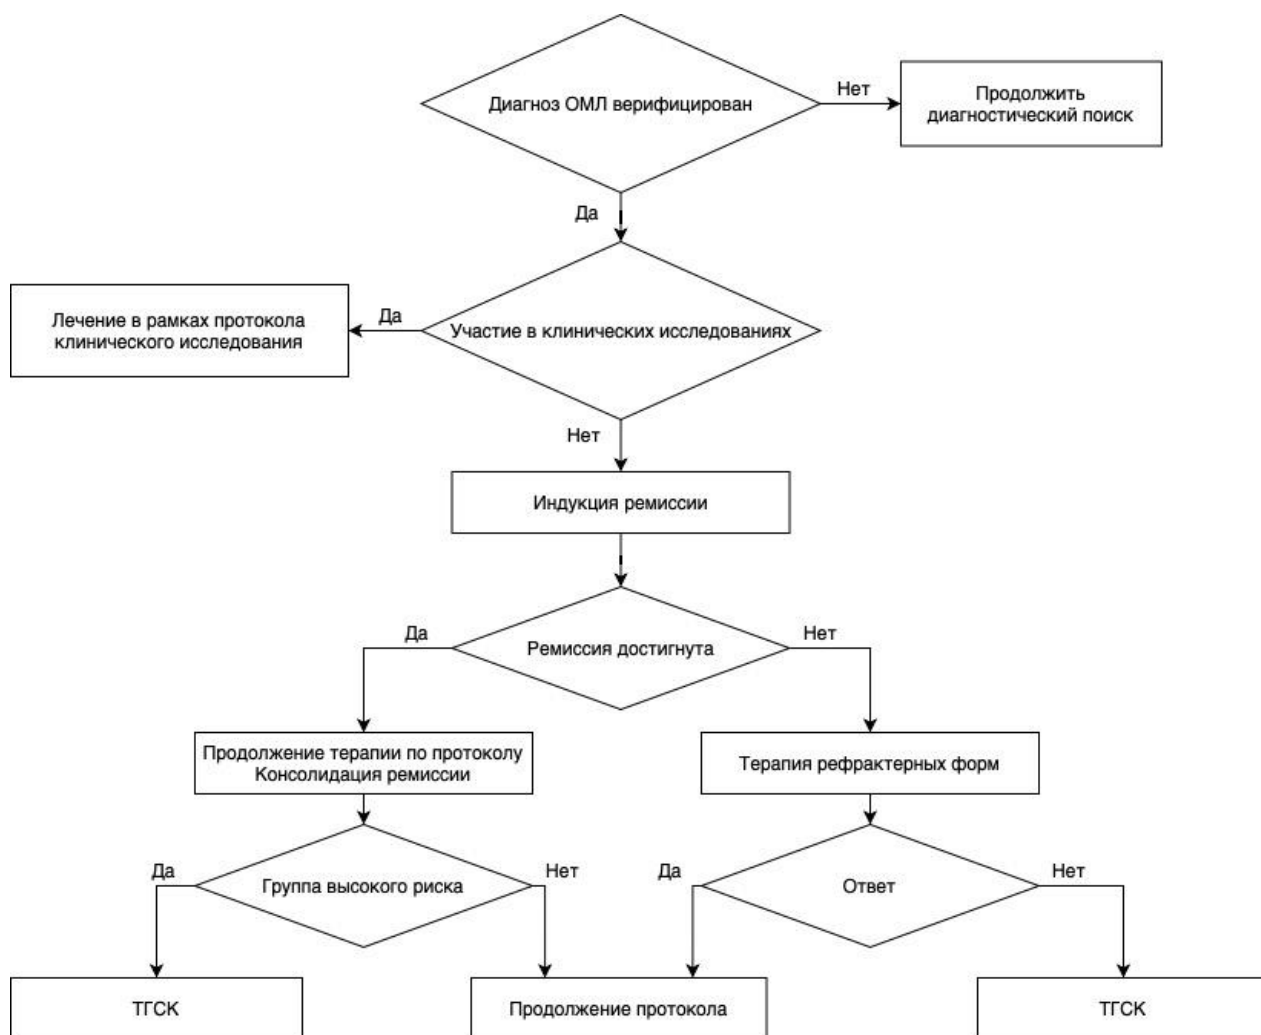 Диагноз ОМЛ верифицирован
Нет
Продолжить
диагностический поиск
Да
Лечение в рамках протокола
клинического исследования
Да
Участие в клинических исследованиях
Нет
Индукция ремиссии
Да
Ремиссия достигнута
Нет
Продолжение терапии по протоколу
Консолидация ремиссии
Терапия рефрактерных форм
Да
Группа высокого риска
Нет
Да
Ответ
Нет
ТГСК
Продолжение протокола
ТГСК